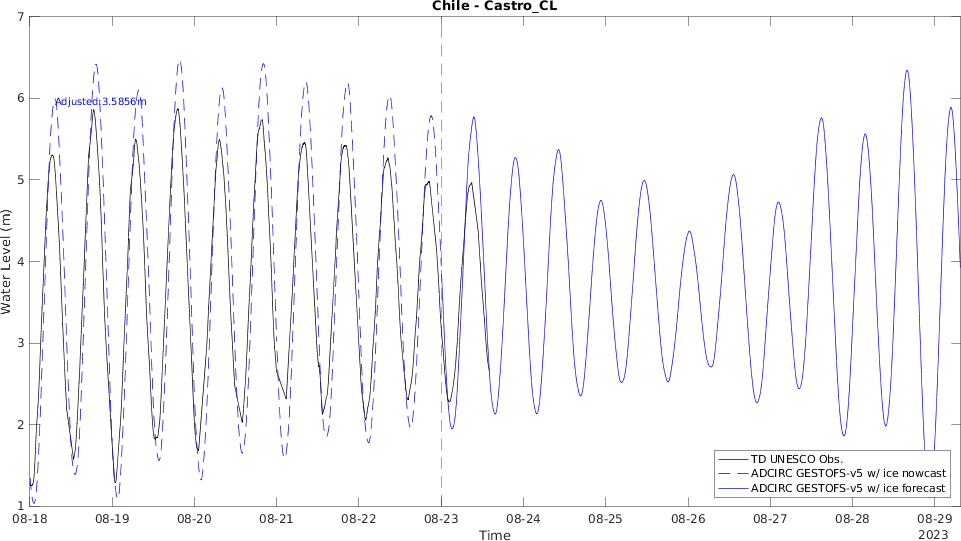 Chile - Castro_CL
7
6
5
4
3
2
1
Water Level (m)
Adjusted:3.5856m
TD UNESCO Obs.
ADCIRC GESTOFS-v5 w/ ice nowcast
ADCIRC GESTOFS-v5 w/ ice forecast
08-18 08-19 08-20 08-21 08-22 08-23 08-24 08-25 08-26 08-27 08-28 08-29
Time
2023